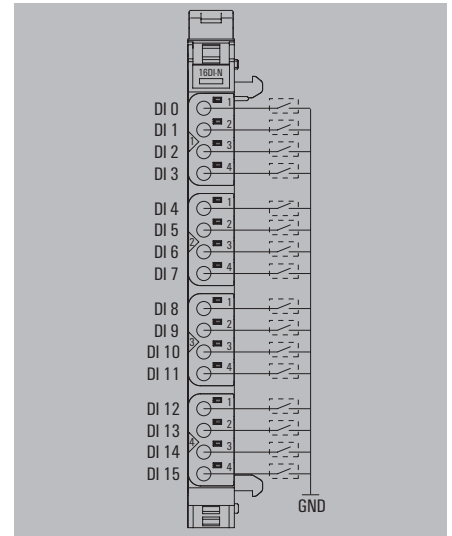 16DI-N
DI 0 1
DI 1 2
1
DI 2 3
DI 3 4
DI 4 1
DI 5 2
2
DI 6 3
DI 7 4
DI 8 1
DI 9 2
3
DI 10 3
DI 11 4
DI 12 1
DI 13 2
4
DI 14 3
DI 15 4
GND